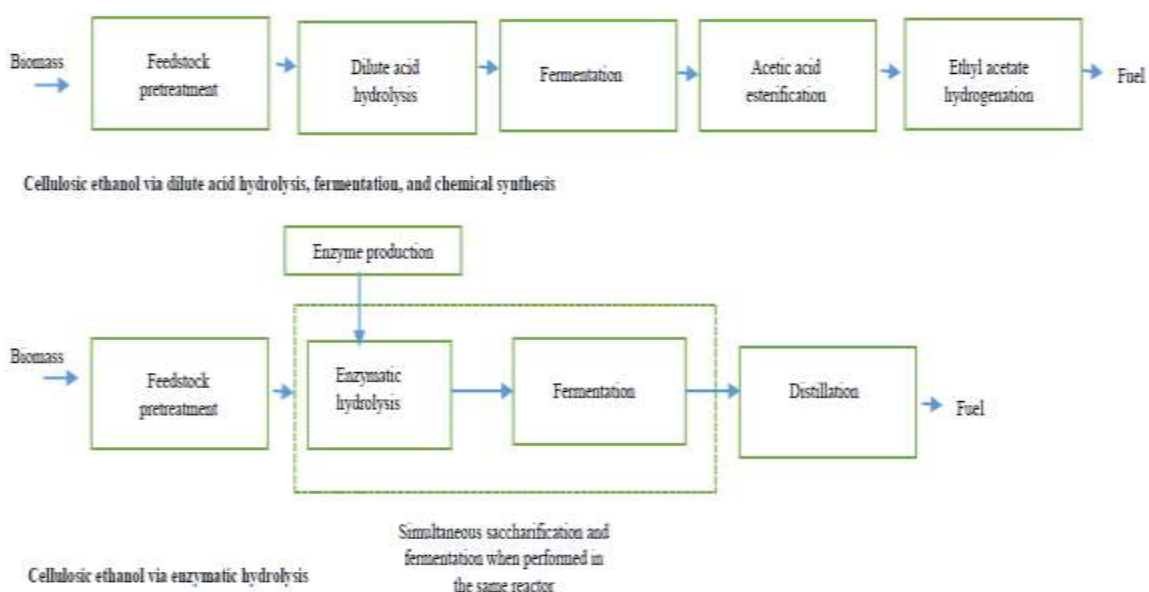 Biomass
Feedstock
pretreatment
Dilute acid
hydrolysis
Fermentation
Acetic acid
esterification
Ethyl acetate
hydrogenation
Fuel
Cellulosic ethanol via dilute acid hydrolysis, fermentation, and chemical synthesis
Enzyme production
Biomass
Feedstock
pretreatment
Enzymatic
hydrolysis
Fermentation
Distillation
Fuel
Simultaneous saccharification and
fermentation when performed in
the same reactor
Cellulosic ethanol via enzymatic hydrolysis